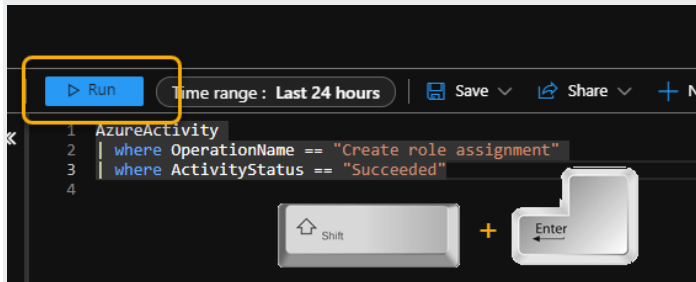 Run Time range : Last 24 hours Save Share N
1 AzureActivity
2 | where OperationName == "Create role assignment"
3 | where ActivityStatus == "Succeeded"
4
Shift + Enter